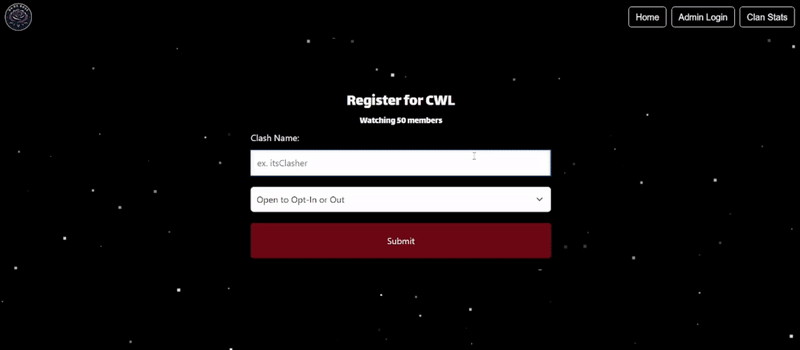 Home
Admin Login
Clan Stats
Register for CWL
Watching 50 members
Clash Name:
ex. itsClasher
Open to Opt-In or Out
Submit